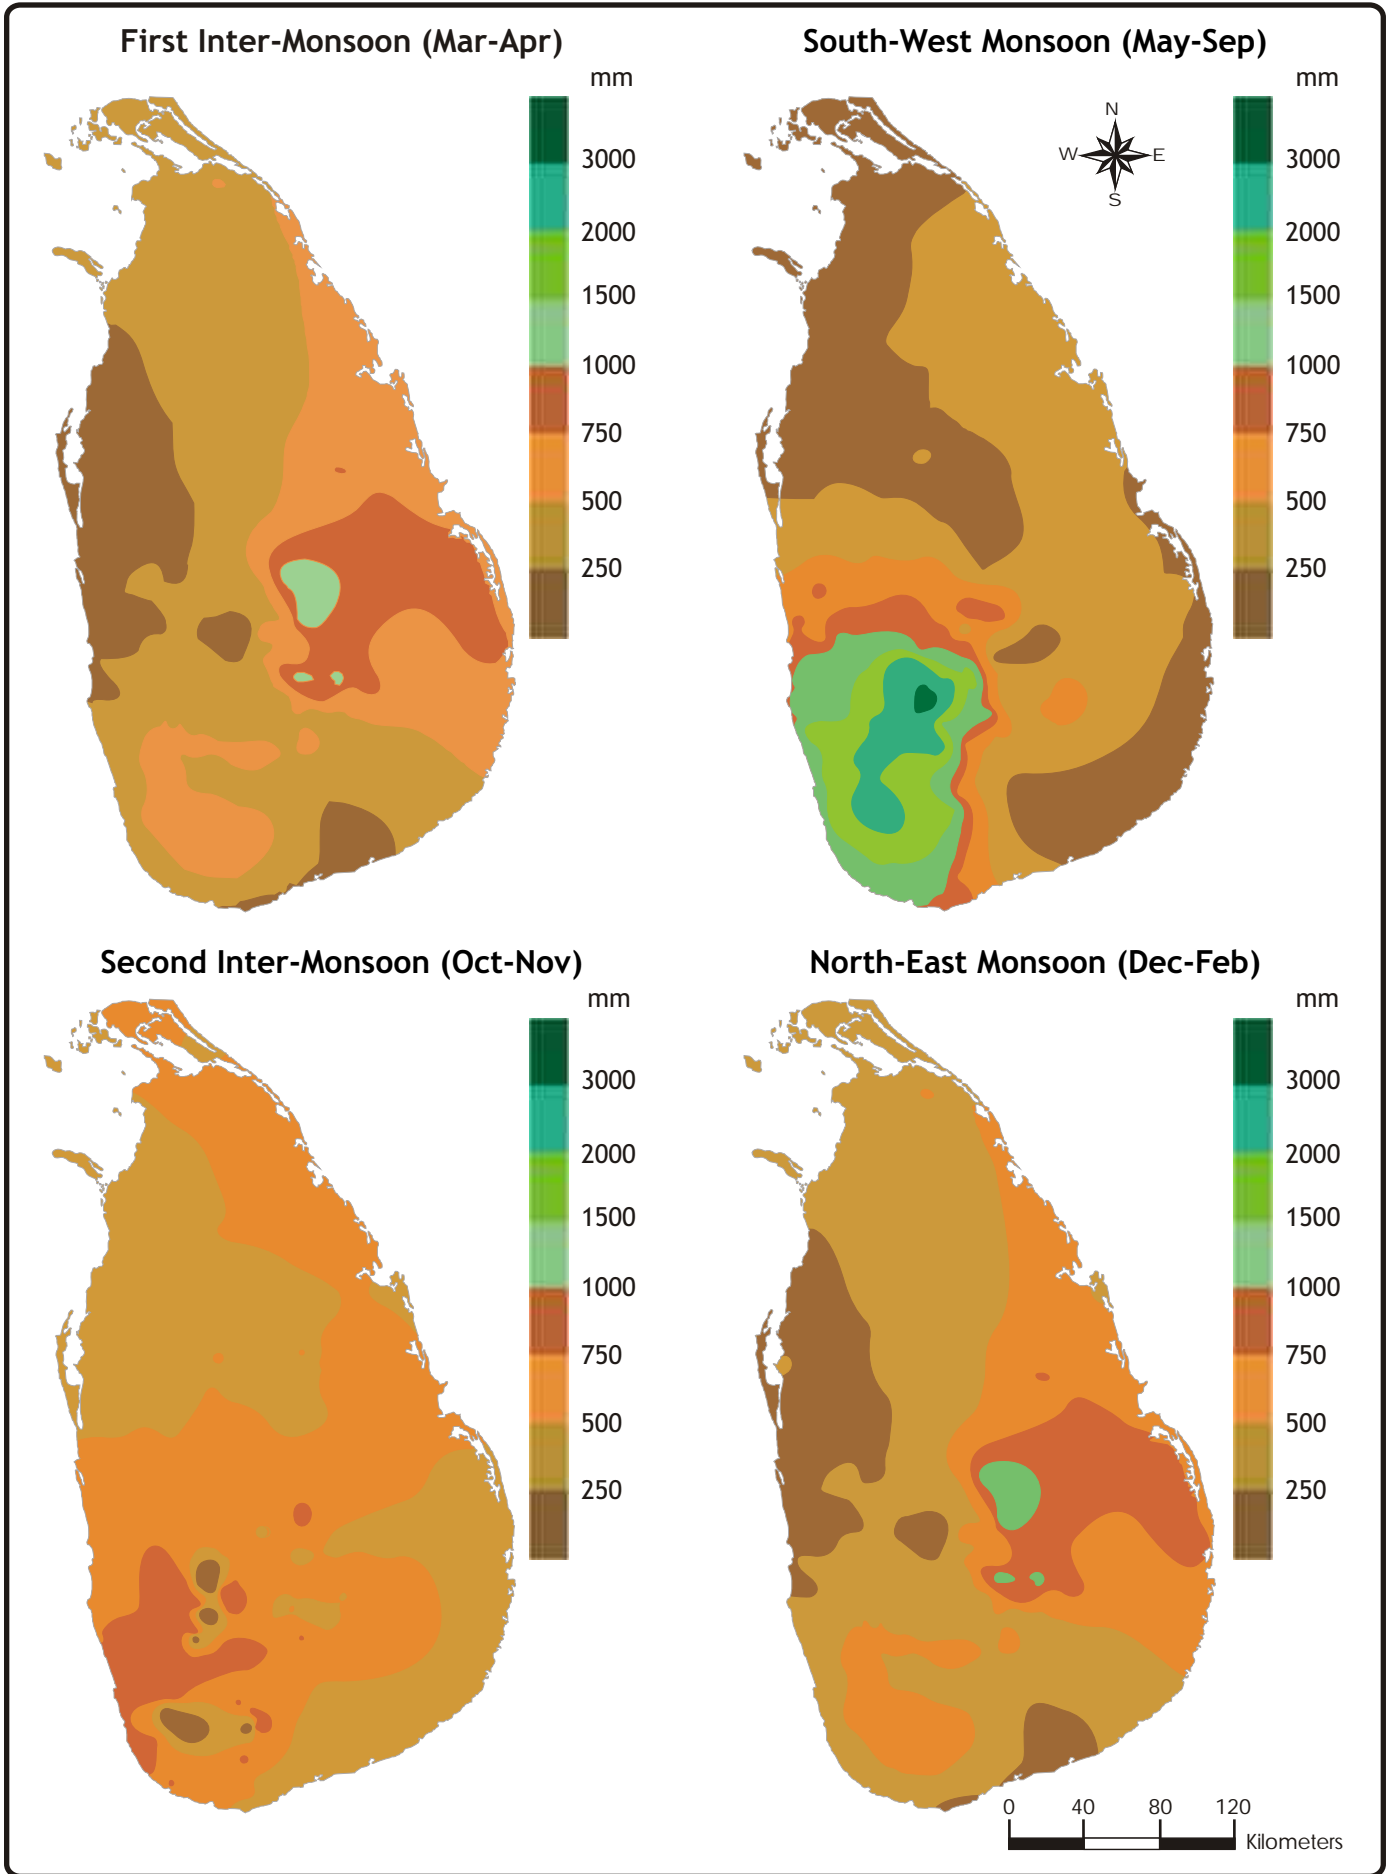 First Inter-Monsoon (Mar-Apr)
mm
3000
2000
1500
1000
750
500
250
South-West Monsoon (May-Sep)
mm
N
W E
S
3000
2000
1500
1000
750
500
250
Second Inter-Monsoon (Oct-Nov)
mm
3000
2000
1500
1000
750
500
250
North-East Monsoon (Dec-Feb)
mm
3000
2000
1500
1000
750
500
250
0 40 80 120
Kilometers